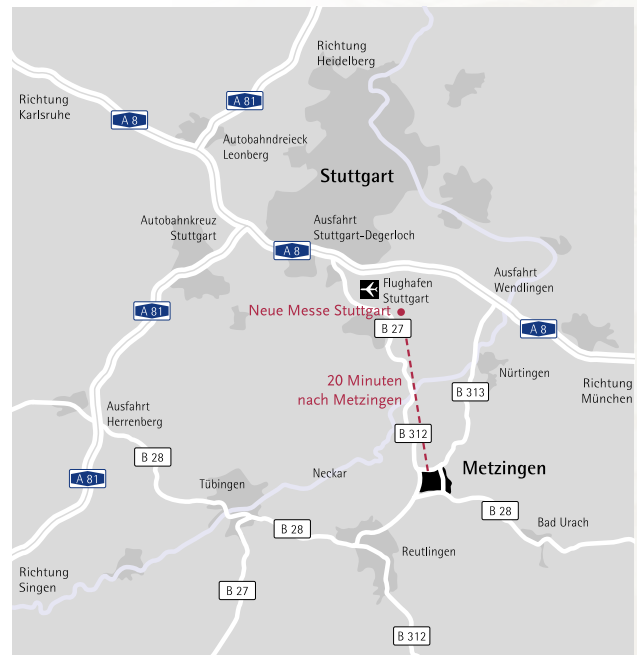 Richtung
Heidelberg
Richtung
Karlsruhe
A 81
A 8
Autobahndreieck
Leonberg
Stuttgart
Autobahnkreuz
Stuttgart
Ausfahrt
Stuttgart-Degerloch
A 8
Ausfahrt
Wendlingen
Flughafen
Stuttgart
A 81
Neue Messe Stuttgart
B 27
A 8
20 Minuten
nach Metzingen
Nürtingen
Richtung
München
B 313
Ausfahrt
Herrenberg
B 312
B 28
Metzingen
A 81
Tübingen
Neckar
B 28
Bad Urach
B 28
Reutlingen
Richtung
Singen
B 27
B 312